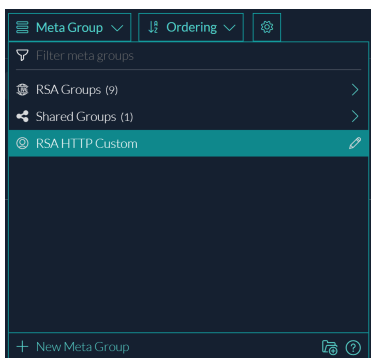 Meta Group Ordering
Filter meta groups
RSA Groups (9)
Shared Groups (1)
RSA HTTP Custom
New Meta Group